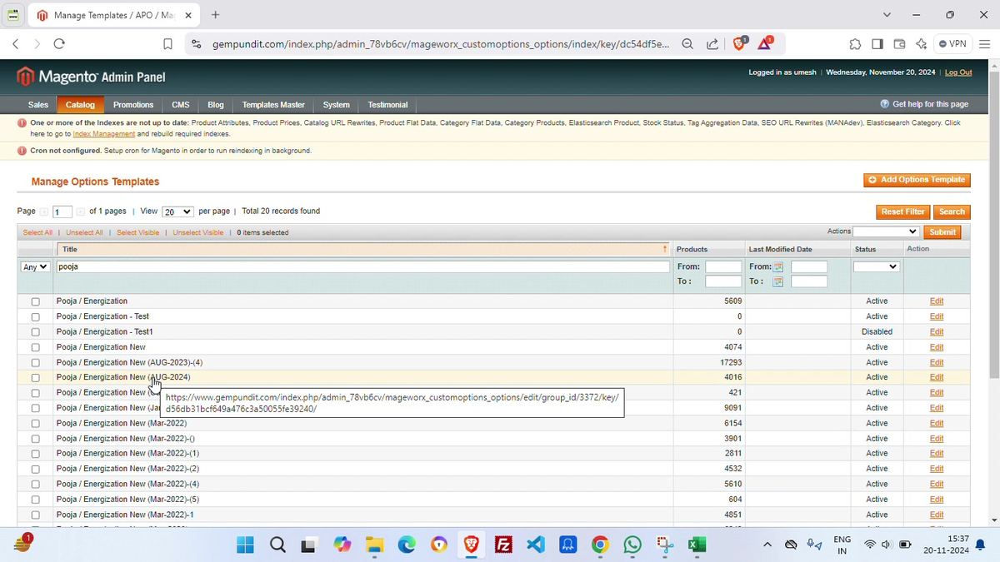 Manage Templates / APO / Ma
gempundit.com/index.php/admin_78vb6cv/mageworx_customoptions_options/index/key/dc54df5e...
1
1
VPN
Magento Admin Panel
Logged in as umesh | Wednesday, November 20, 2024 | Log Out
Sales Catalog Promotions CMS Blog Templates Master System Testimonial
Get help for this page
One or more of the Indexes are not up to date: Product Attributes, Product Prices, Catalog URL Rewrites, Product Flat Data, Category Flat Data, Category Products, Elasticsearch Product, Stock Status, Tag Aggregation Data, SEO URL Rewrites (MANAdev), Elasticsearch Category. Click
here to go to Index Management and rebuild required indexes.
Cron not configured. Setup cron for Magento in order to run reindexing in background.
Manage Options Templates
Add Options Template
Page 1 of 1 pages | View 20 per page | Total 20 records found
Reset Filter Search
Select All | Unselect All | Select Visible | Unselect Visible | 0 items selected
Actions Submit
Title Products Last Modified Date Status Action
Any pooja From: From:
To : To :
Pooja / Energization 5609 Active Edit
Pooja / Energization - Test 0 Active Edit
Pooja / Energization - Test1 0 Disabled Edit
Pooja / Energization New 4074 Active Edit
Pooja / Energization New (AUG-2023)-(4) 17293 Active Edit
Pooja / Energization New (AUG-2024) 4016 Active Edit
Pooja / Energization New 421 Active Edit
https://www.gempundit.com/index.php/admin_78vb6cv/mageworx_customoptions_options/edit/group_id/3372/key/
d56db31bcf649a476c3a50055fe39240/
Pooja / Energization New (Ja 9091 Active Edit
Pooja / Energization New (Mar-2022) 6154 Active Edit
Pooja / Energization New (Mar-2022)-() 3901 Active Edit
Pooja / Energization New (Mar-2022)-(1) 2811 Active Edit
Pooja / Energization New (Mar-2022)-(2) 4532 Active Edit
Pooja / Energization New (Mar-2022)-(4) 5610 Active Edit
Pooja / Energization New (Mar-2022)-(5) 604 Active Edit
Pooja / Energization New (Mar-2022)-1 4851 Active Edit
1
ENG
IN
15:37
20-11-2024